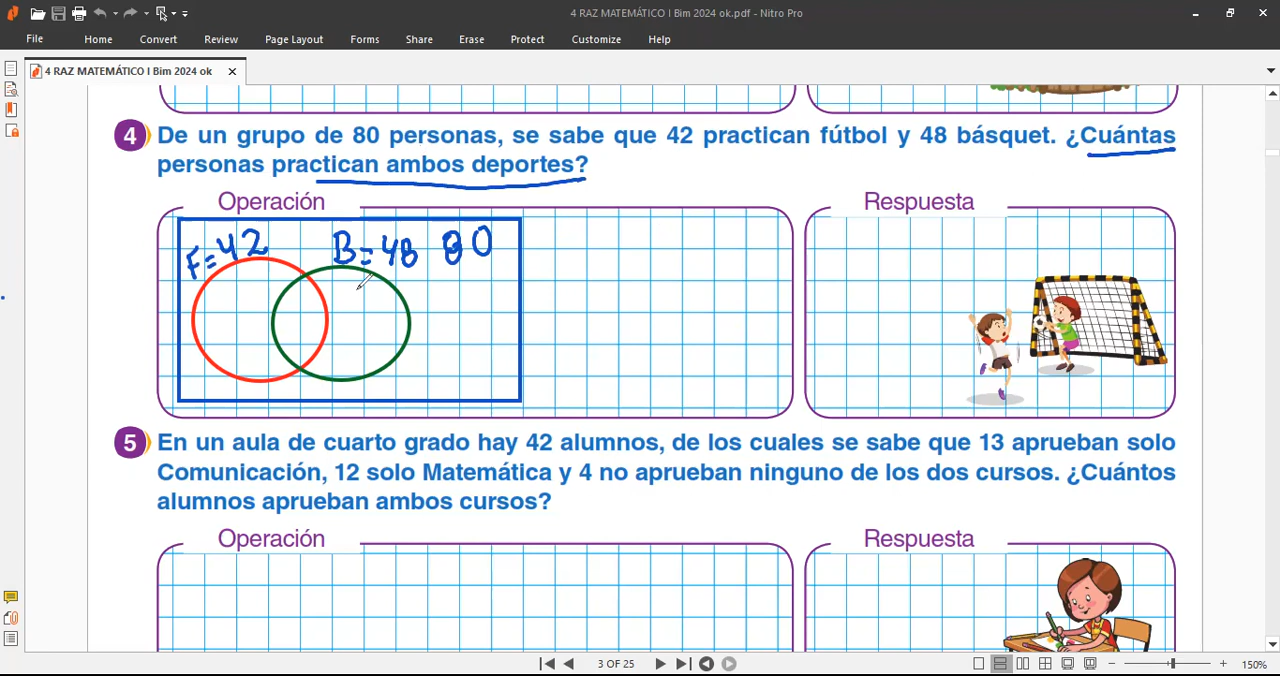 4 RAZ MATEMÁTICO I Bim 2024 ok.pdf - Nitro Pro
File Home Convert Review Page Layout Forms Share Erase Protect Customize Help
4 RAZ MATEMÁTICO I Bim 2024 ok
4 De un grupo de 80 personas, se sabe que 42 practican fútbol y 48 básquet. ¿Cuántas
personas practican ambos deportes?
Operación Respuesta
F=42 B=48 80
5 En un aula de cuarto grado hay 42 alumnos, de los cuales se sabe que 13 aprueban solo
Comunicación, 12 solo Matemática y 4 no aprueban ninguno de los dos cursos. ¿Cuántos
alumnos aprueban ambos cursos?
Operación Respuesta
3 OF 25 150%